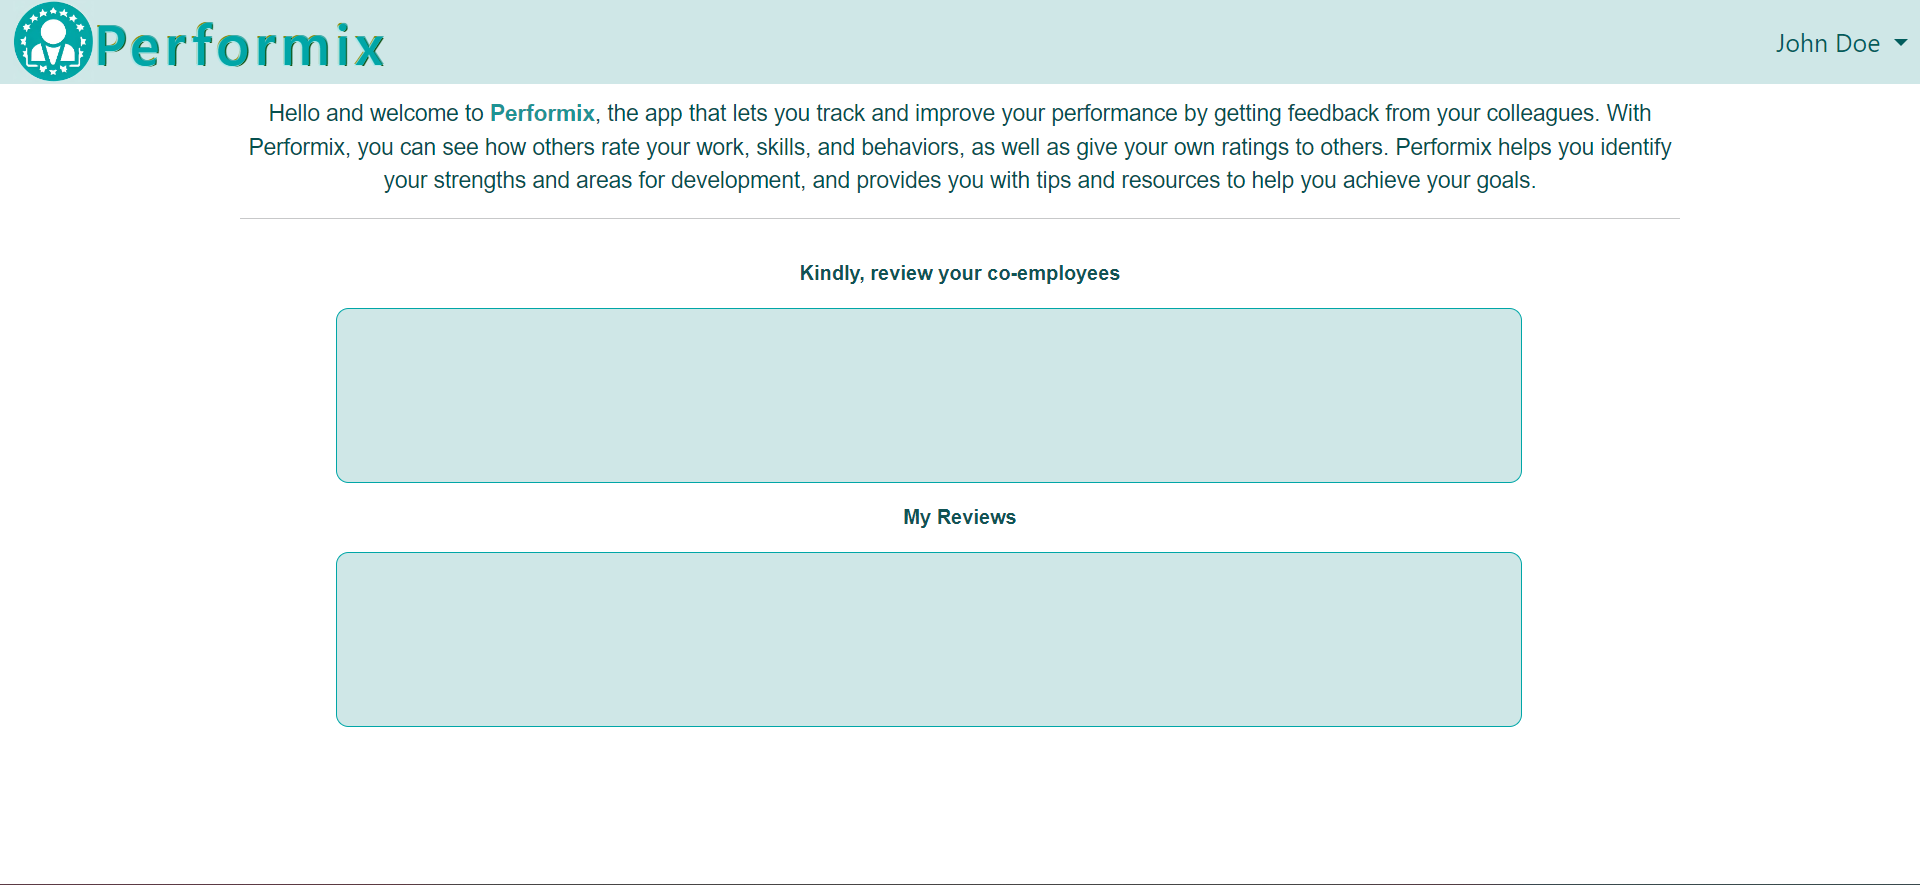 Performix
John Doe
Hello and welcome to Performix, the app that lets you track and improve your performance by getting feedback from your colleagues. With
Performix, you can see how others rate your work, skills, and behaviors, as well as give your own ratings to others. Performix helps you identify
your strengths and areas for development, and provides you with tips and resources to help you achieve your goals.
Kindly, review your co-employees
My Reviews